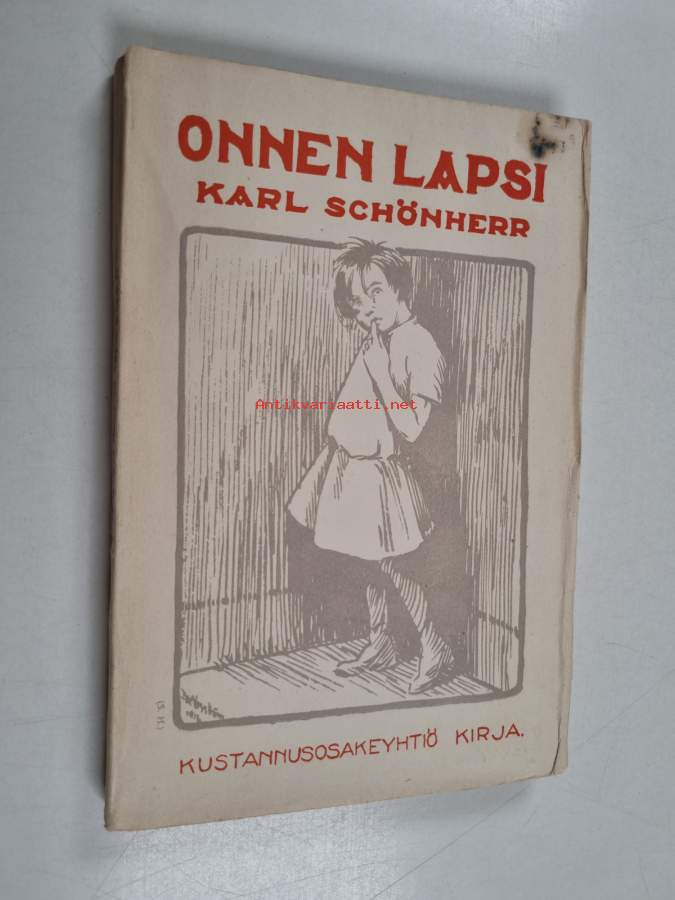 ONNEN LAPSI
KARL SCHÖNHERR
Antikvariaatti.net
KUSTANNUSOSAKEYHTIÖ KIRJA.